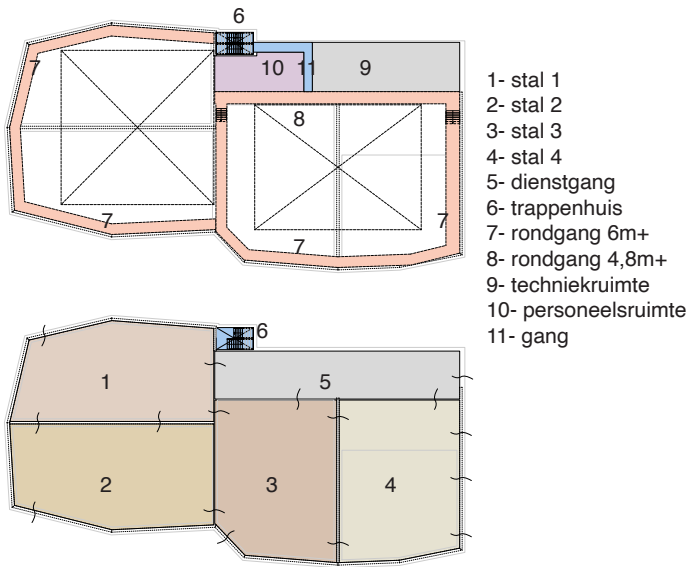 6
7
10
11
9
8
7
7
7
1- stal 1
2- stal 2
3- stal 3
4- stal 4
5- dienstgang
6- trappenhuis
7- rondgang 6m+
8- rondgang 4,8m+
9- techniekruimte
10- personeelsruimte
11- gang
6
1
5
2
3
4